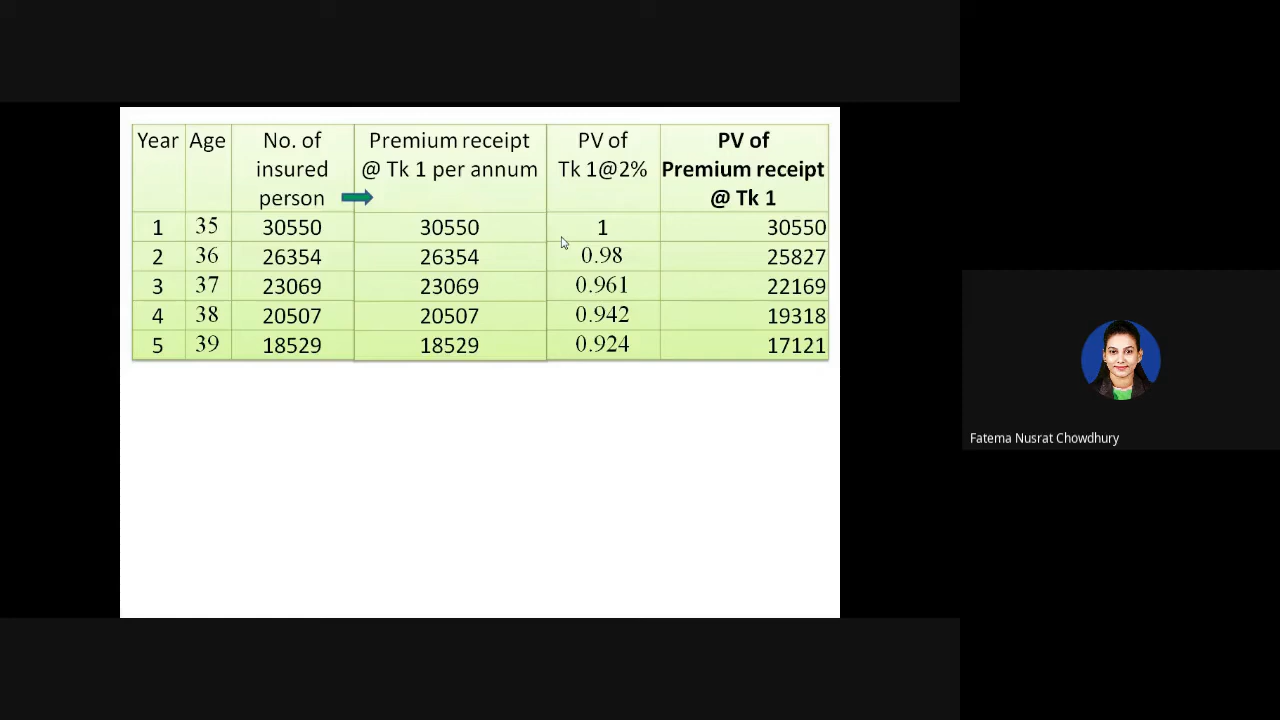 Year Age No. of Premium receipt PV of PV of
insured @ Tk 1 per annum Tk 1@2% Premium receipt
person @ Tk 1
1 35 30550 30550 1 30550
2 36 26354 26354 0.98 25827
3 37 23069 23069 0.961 22169
4 38 20507 20507 0.942 19318
5 39 18529 18529 0.924 17121
Fatema Nusrat Chowdhury